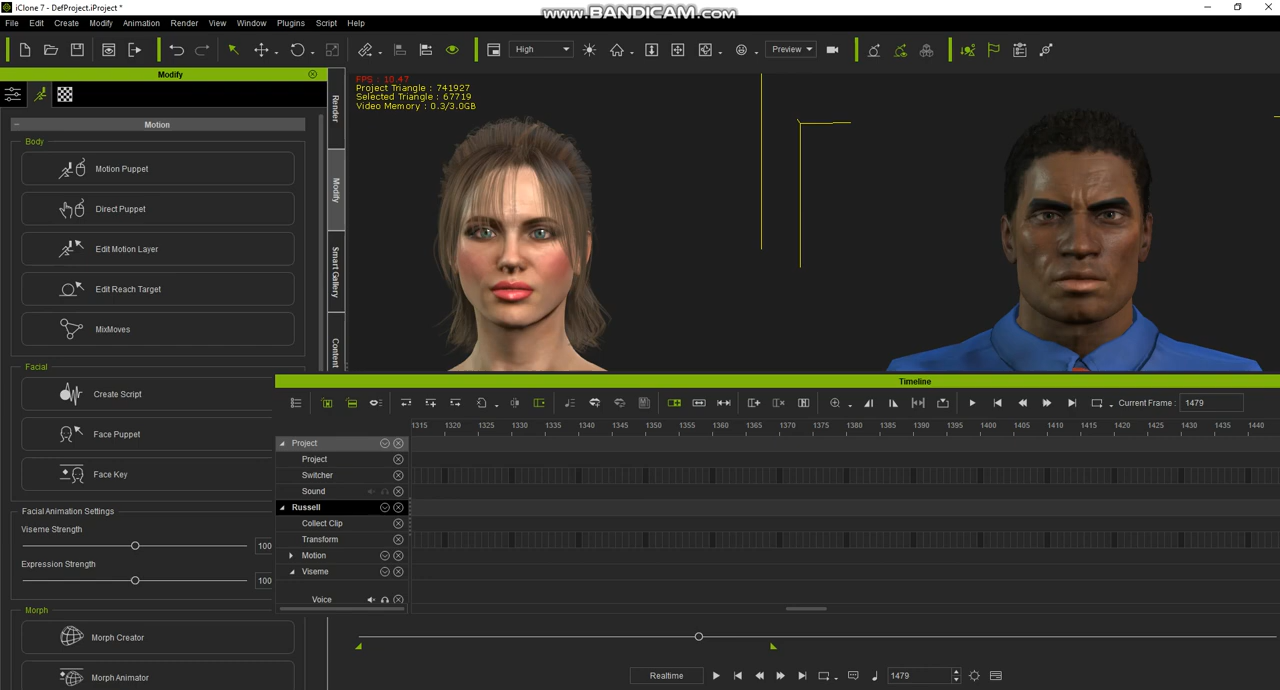 iClone 7 - DefProject.iProject *
www.BANDICAM.com
File Edit Create Modify Animation Render View Window Plugins Script Help
High
Preview
Modify
FPS : 10.47
Project Triangle : 741927
Selected Triangle : 67719
Video Memory : 0.3/3.0GB
Render
Modify
Smart Gallery
Content
Motion
Body
Motion Puppet
Direct Puppet
Edit Motion Layer
Edit Reach Target
MixMoves
Facial
Create Script
Face Puppet
Face Key
Facial Animation Settings
Viseme Strength
100
Expression Strength
100
Morph
Morph Creator
Morph Animator
Timeline
Current Frame : 1479
1315 1320 1325 1330 1335 1340 1345 1350 1355 1360 1365 1370 1375 1380 1385 1390 1395 1400 1405 1410 1415 1420 1425 1430 1435 1440
Project
Project
Switcher
Sound
Russell
Collect Clip
Transform
Motion
Viseme
Voice
Realtime
1479